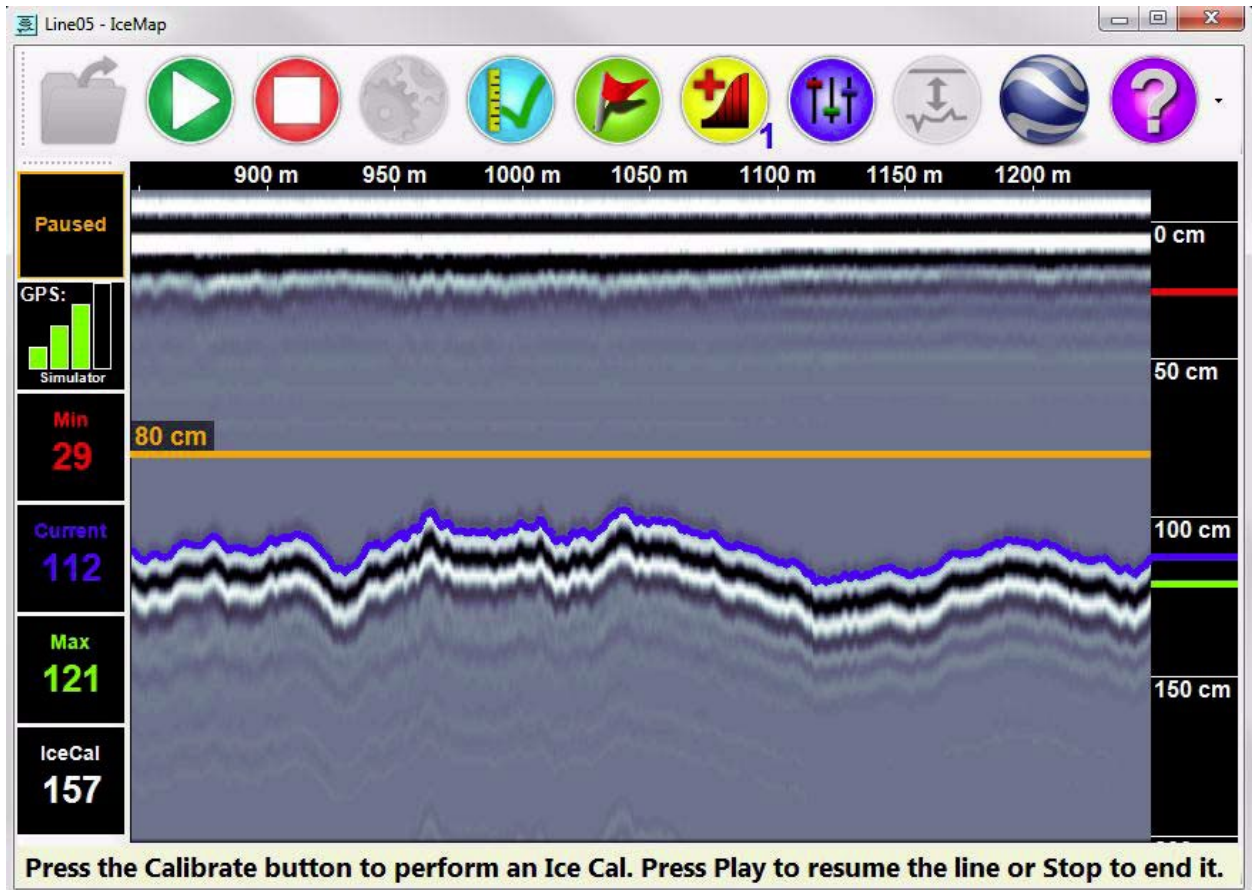 Line05 - IceMap
1
900 m 950 m 1000 m 1050 m 1100 m 1150 m 1200 m
Paused
0 cm
GPS:
Simulator
50 cm
Min
29
80 cm
Current
112
100 cm
Max
121
150 cm
IceCal
157
Press the Calibrate button to perform an Ice Cal. Press Play to resume the line or Stop to end it.